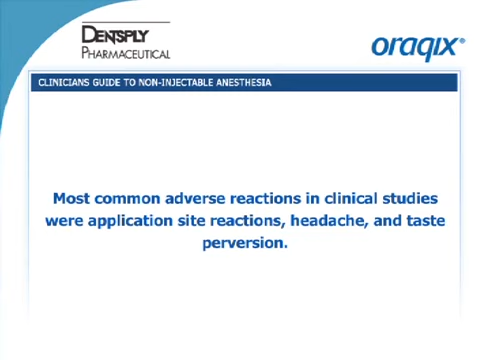 DENTSPLY
PHARMACEUTICAL
oraqix®
CLINICIANS GUIDE TO NON-INJECTABLE ANESTHESIA
Most common adverse reactions in clinical studies
were application site reactions, headache, and taste
perversion.